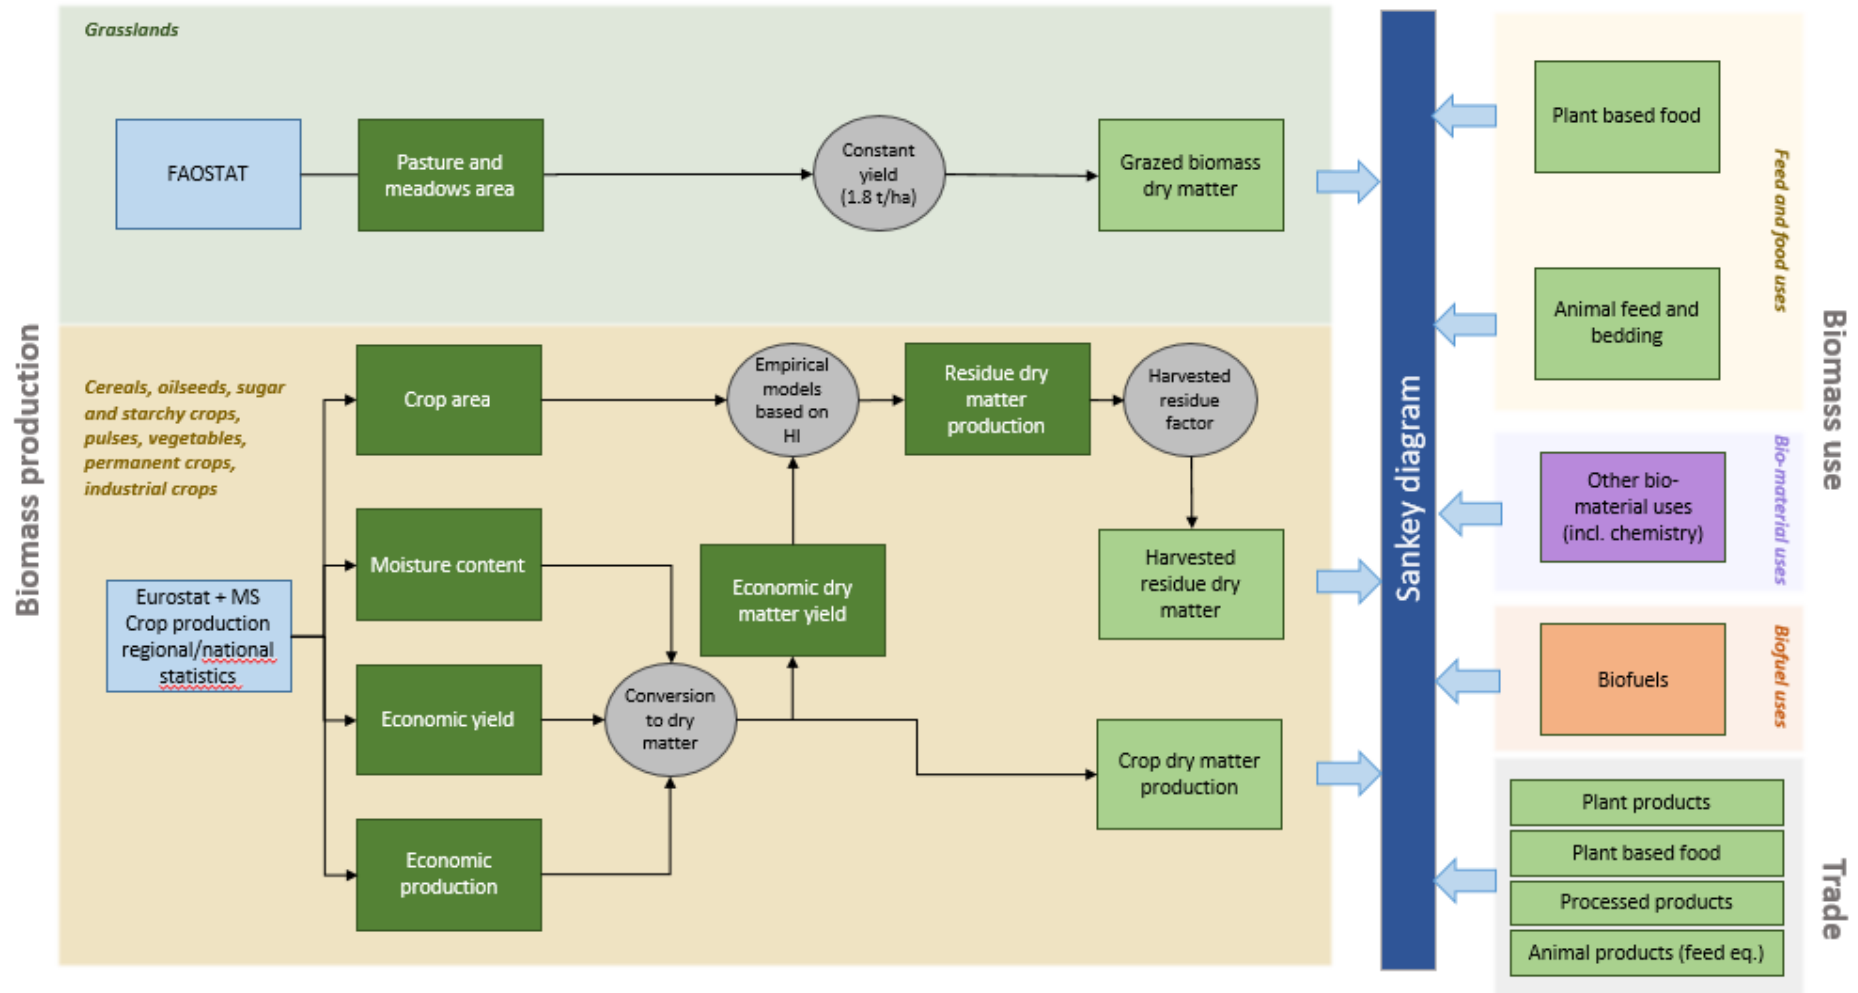 Biomass production
Grasslands
FAOSTAT
Pasture and
meadows area
Constant
yield
(1.8 t/ha)
Grazed biomass
dry matter
Cereals, oilseeds, sugar
and starchy crops,
pulses, vegetables,
permanent crops,
industrial crops
Eurostat + MS
Crop production
regional/national
statistics
Crop area
Moisture content
Economic yield
Economic
production
Conversion
to dry
matter
Economic dry
matter yield
Empirical
models
based on
HI
Residue dry
matter
production
Harvested
residue
factor
Harvested
residue dry
matter
Crop dry matter
production
Sankey diagram
Plant based food
Animal feed and
bedding
Feed and food uses
Other bio-
material uses
(incl. chemistry)
Bio-material uses
Biofuels
Biofuel uses
Biomass use
Plant products
Plant based food
Processed products
Animal products (feed eq.)
Trade